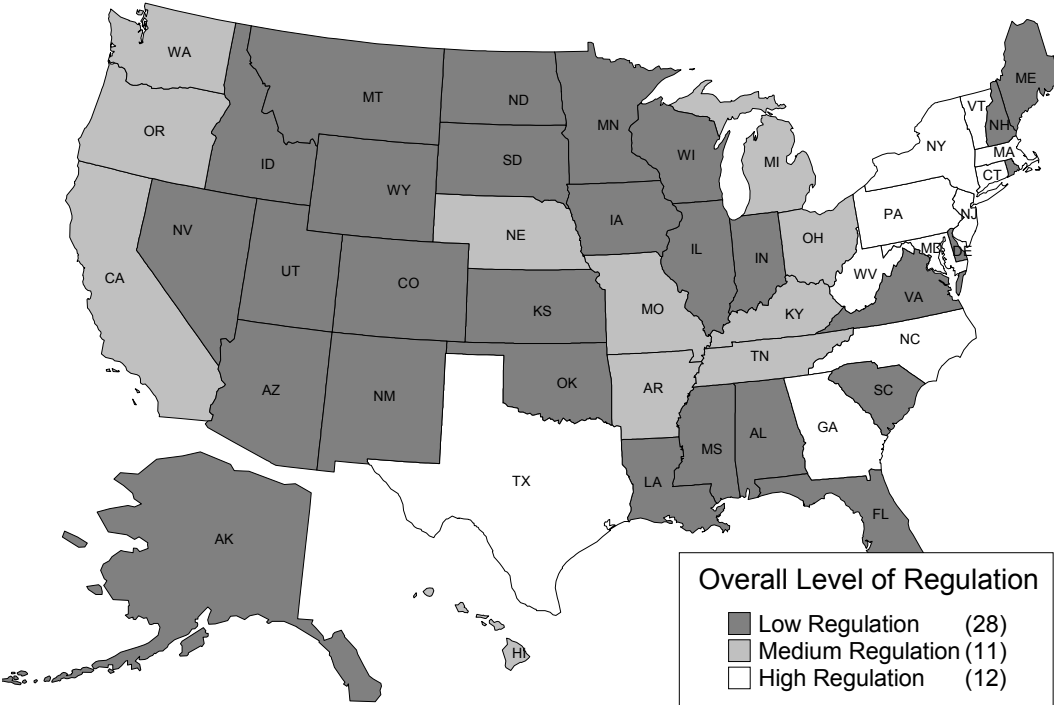 WA
ME
MT
ND
VT
MN
NH
OR
NY
MA
WI
MI
SD
ID
CT
WY
PA
NJ
IA
NV
NE
OH
MD
DE
IL
IN
UT
WV
CA
CO
VA
KS
MO
KY
NC
TN
OK
AR
AZ
NM
SC
GA
AL
MS
TX
LA
FL
AK
HI
Overall Level of Regulation
Low Regulation (28)
Medium Regulation (11)
High Regulation (12)